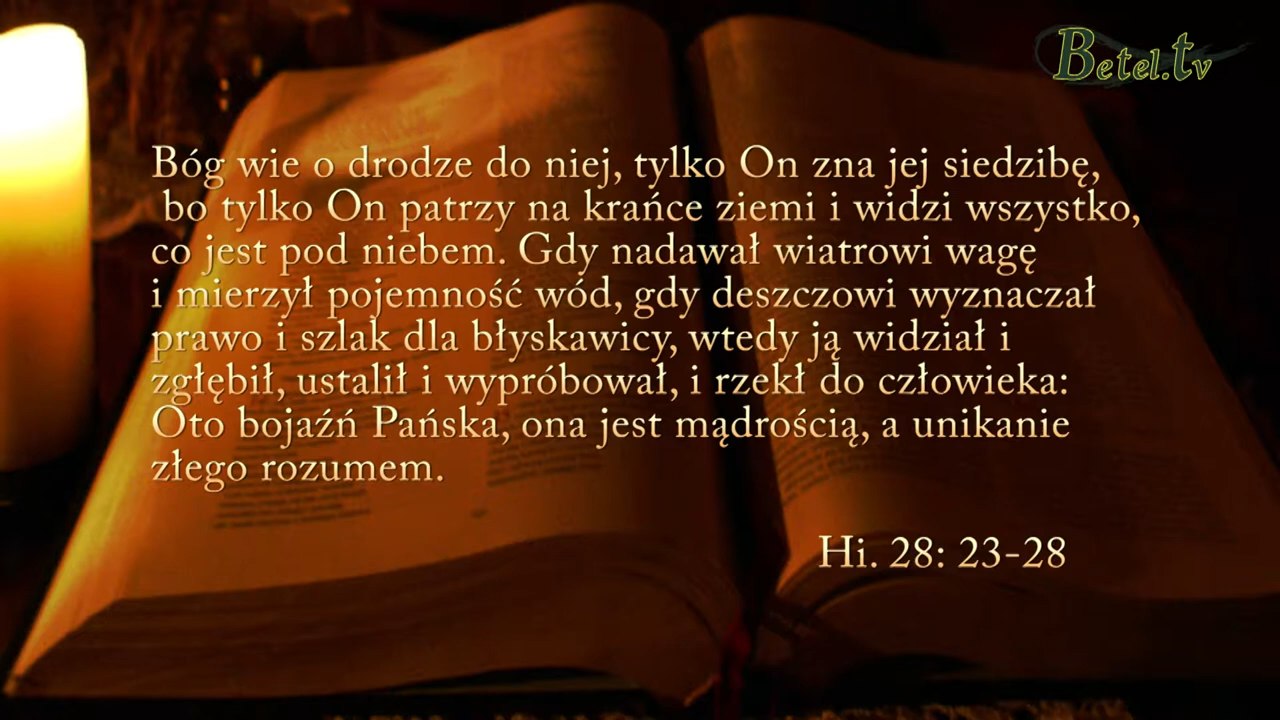 Betel.tv
Bóg wie o drodze do niej, tylko On zna jej siedzibę,
bo tylko On patrzy na krańce ziemi i widzi wszystko,
co jest pod niebem. Gdy nadawał wiatrowi wagę
i mierzył pojemność wód, gdy deszczowi wyznaczał
prawo i szlak dla błyskawicy, wtedy ją widział i
zgłębił, ustalił i wypróbował, i rzekł do człowieka:
Oto bojaźń Pańska, ona jest mądrością, a unikanie
złego rozumem.
Hi. 28: 23-28